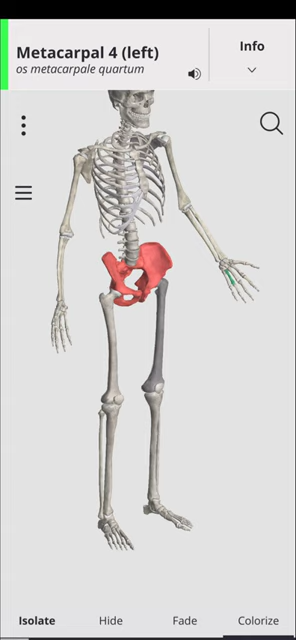 Metacarpal 4 (left)
os metacarpale quartum
Info
Isolate
Hide
Fade
Colorize